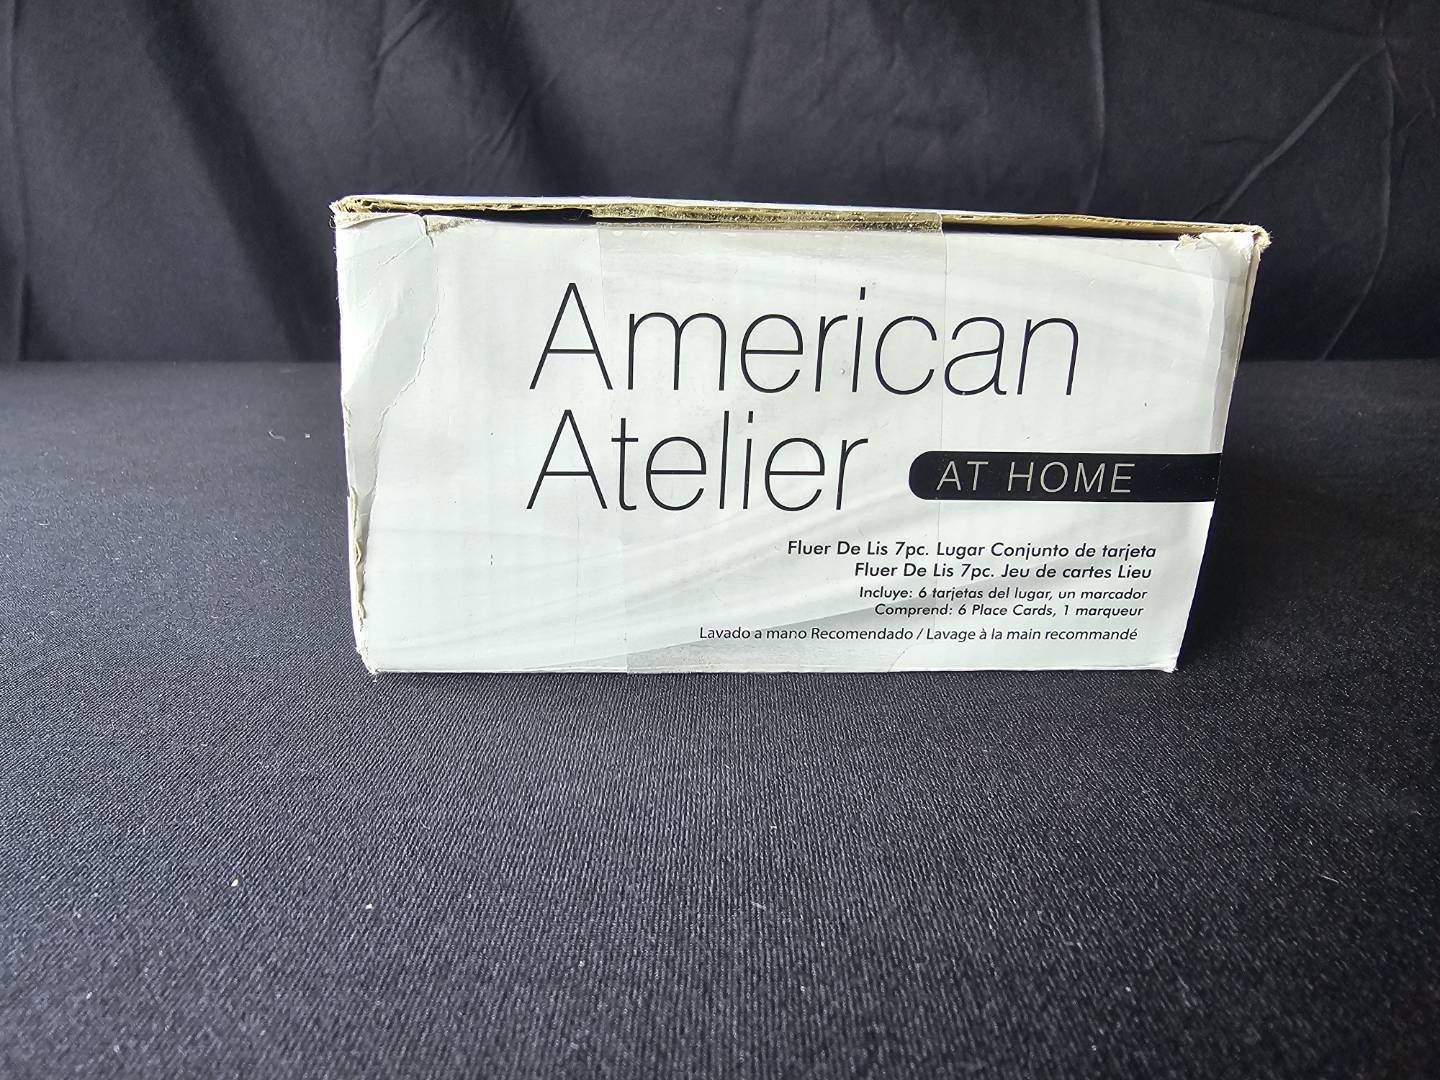 American
Atelier
AT HOME
Fluer De Lis 7pc. Lugar Conjunto de tarjeta
Fluer De Lis 7pc. Jeu de cartes Lieu
Incluye: 6 tarjetas del lugar, un marcador
Comprend: 6 Place Cards, 1 marqueur
Lavado a mano Recomendado / Lavage à la main recommandé